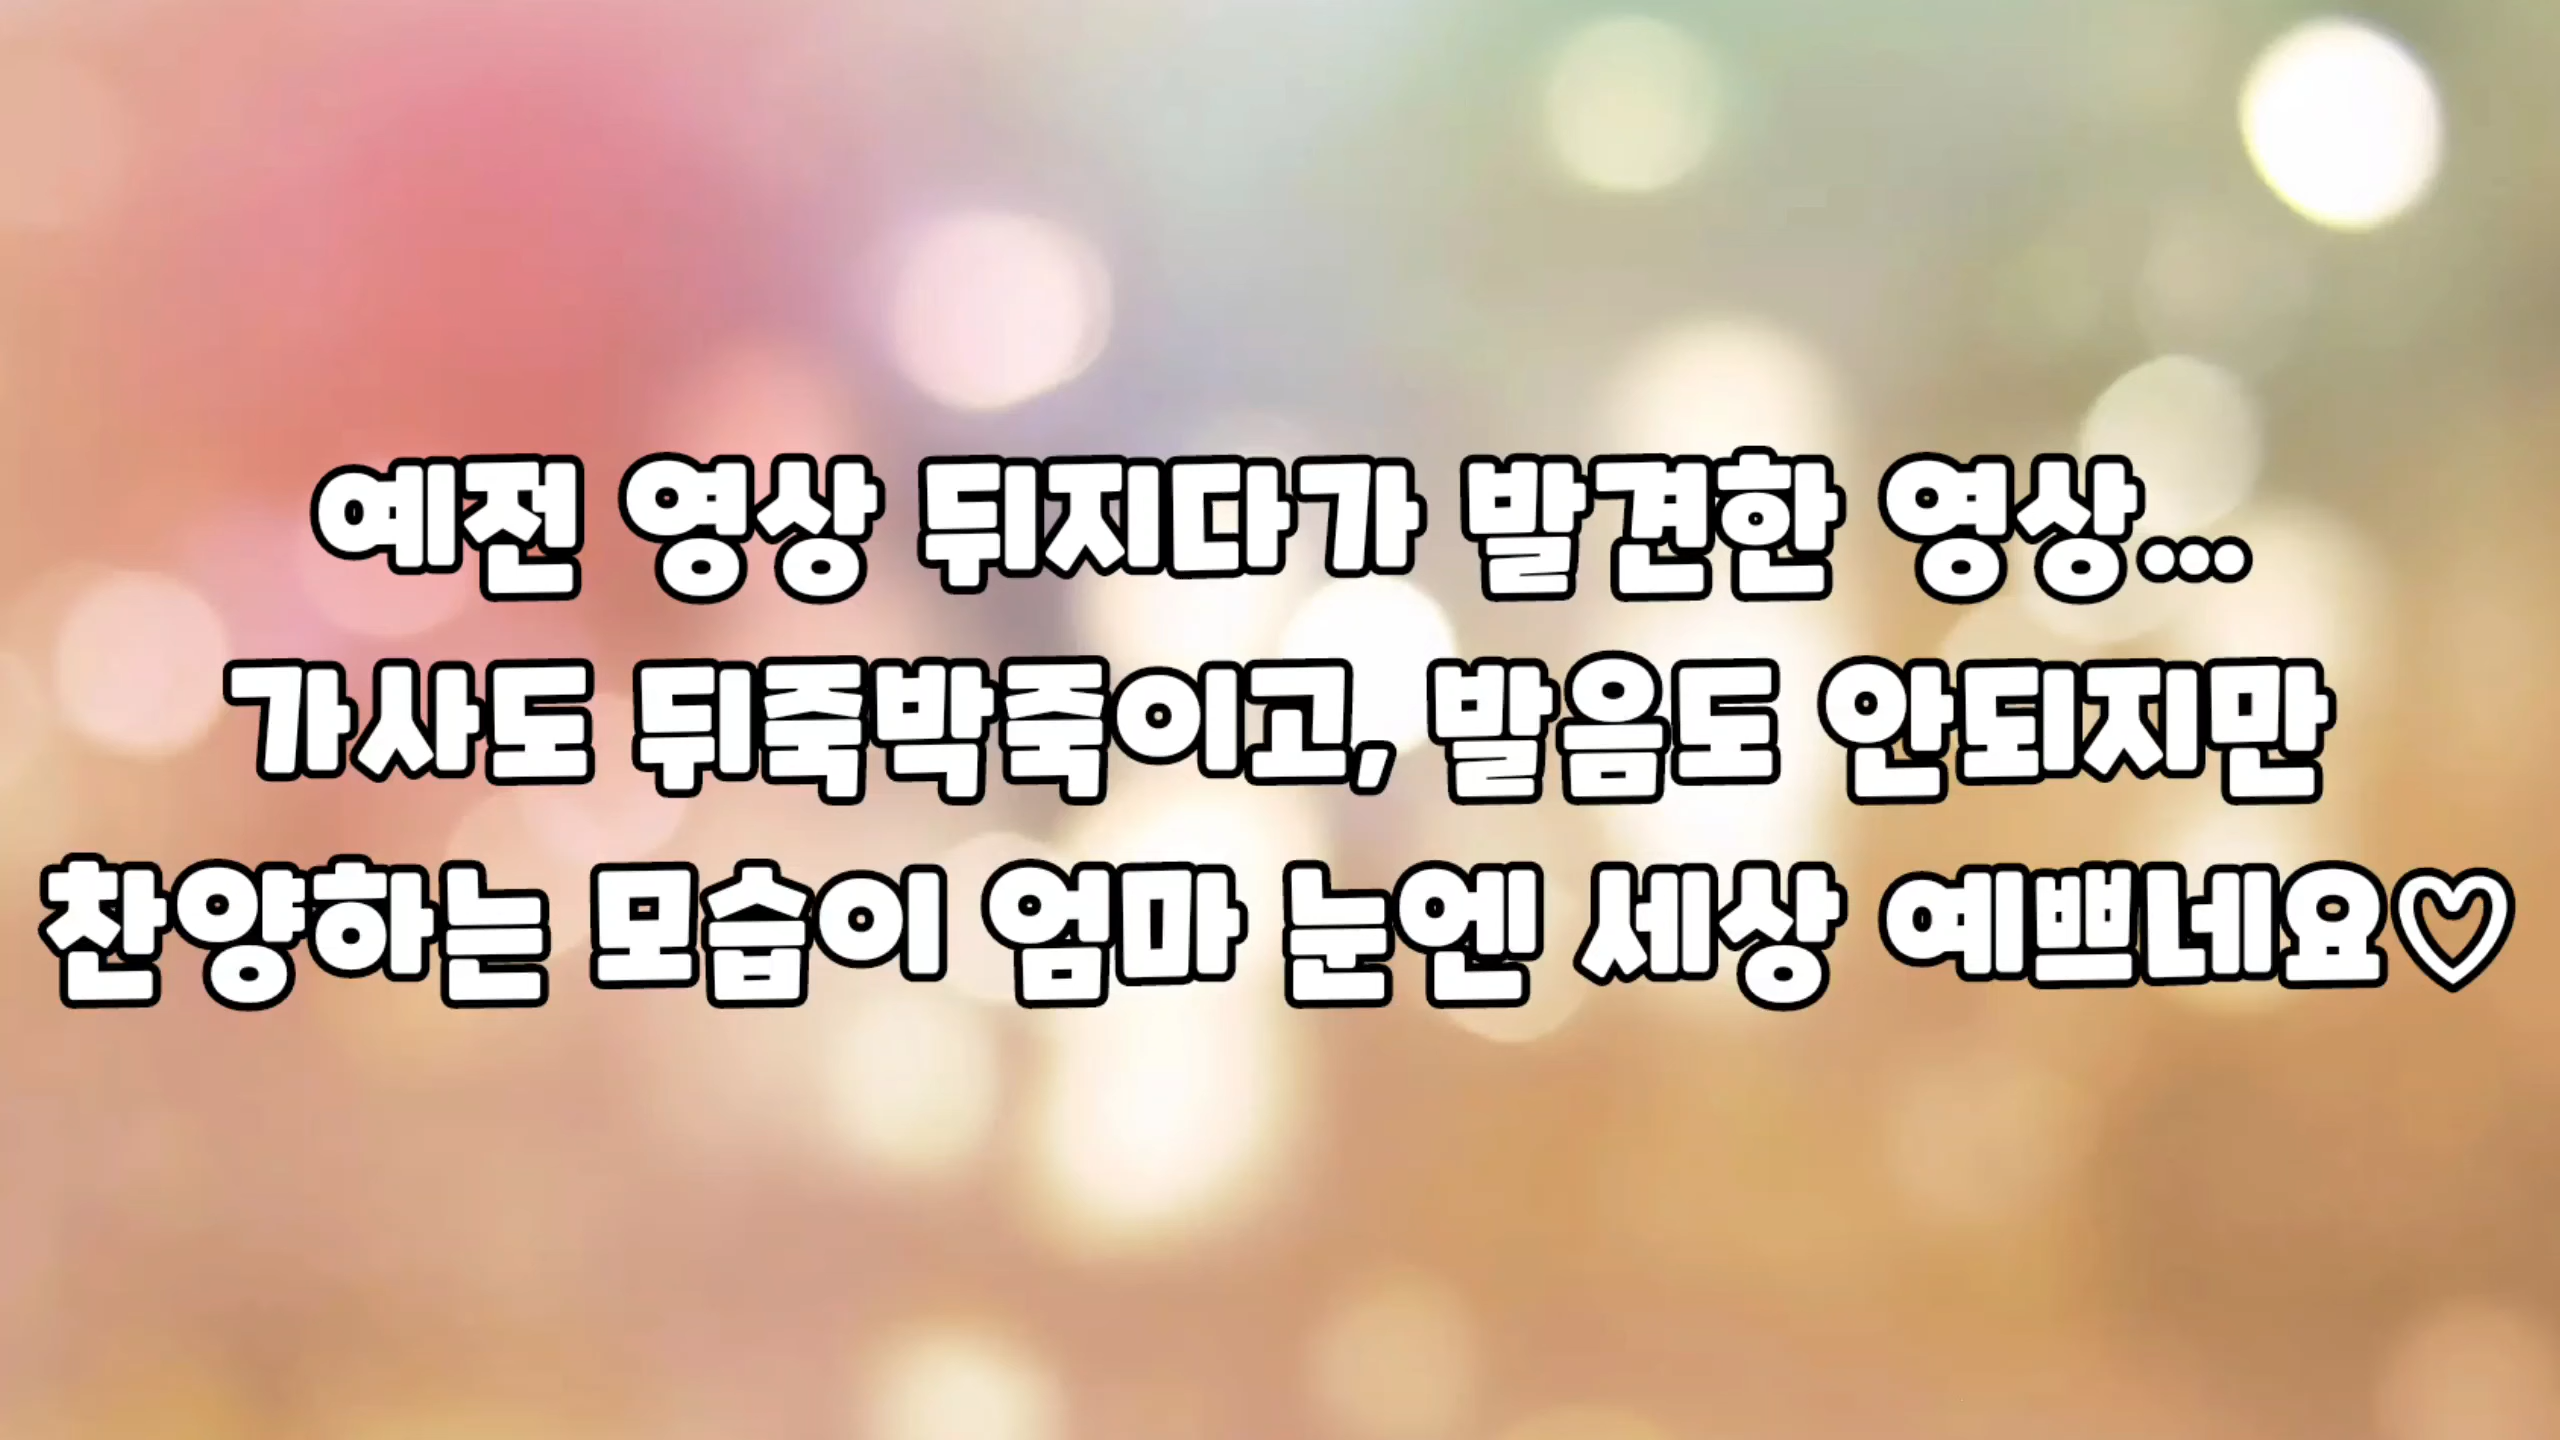 예전 영상 뒤지다가 발견한 영상...
가사도 뒤죽박죽이고, 발음도 안되지만
찬양하는 모습이 엄마 눈엔 세상 예쁘네요♡